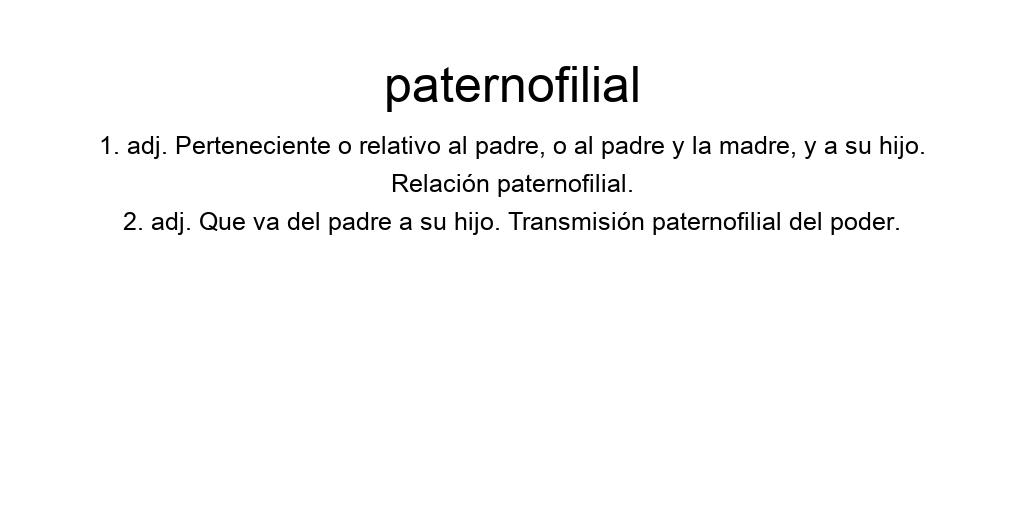 paternofilial
1. adj. Perteneciente o relativo al padre, o al padre y la madre, y a su hijo.
Relación paternofilial.
2. adj. Que va del padre a su hijo. Transmisión paternofilial del poder.